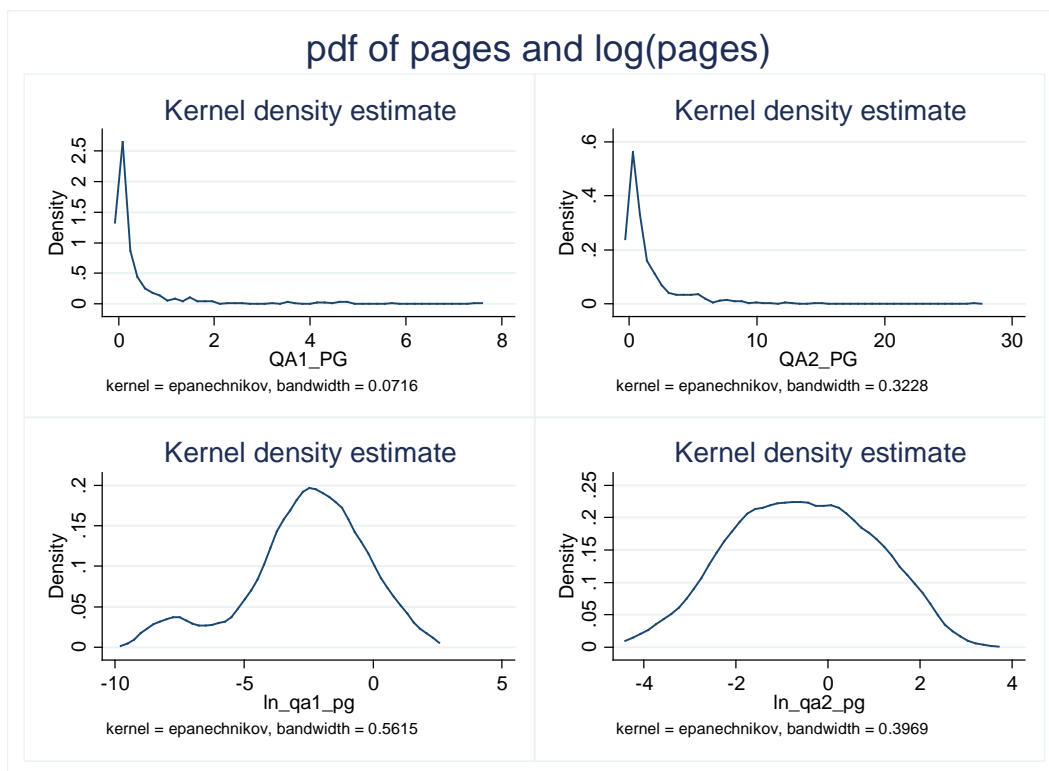 pdf of pages and log(pages)
Kernel density estimate
Density
0 .5 1 1.5 2 2.5
0 2 4 6 8
QA1_PG
kernel = epanechnikov, bandwidth = 0.0716
Kernel density estimate
Density
0 .2 .4 .6
0 10 20 30
QA2_PG
kernel = epanechnikov, bandwidth = 0.3228
Kernel density estimate
Density
0 .05 .1 .15 .2
-10 -5 0 5
ln_qa1_pg
kernel = epanechnikov, bandwidth = 0.5615
Kernel density estimate
Density
0 .05 .1 .15 .2 .25
-4 -2 0 2 4
ln_qa2_pg
kernel = epanechnikov, bandwidth = 0.3969